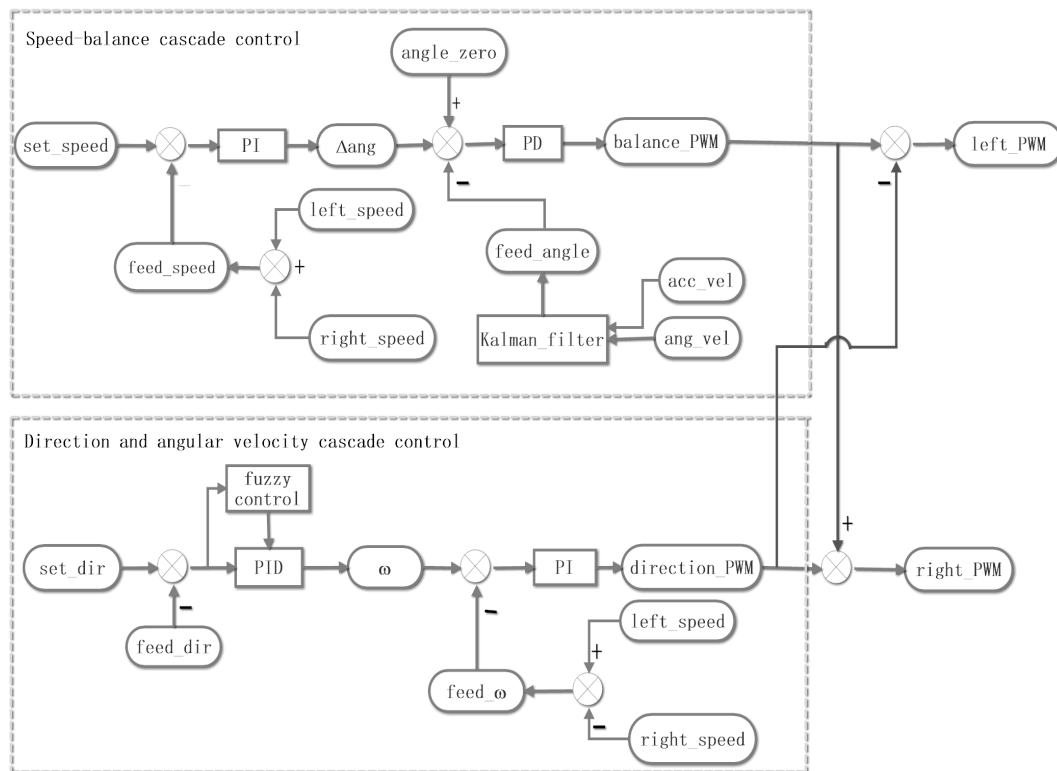 Speed-balance cascade control
angle_zero
+
set_speed
PI
Δang
PD
balance_PWM
left_PWM
-
-
-
left_speed
feed_speed
+
feed_angle
acc_vel
right_speed
Kalman_filter
ang_vel
Direction and angular velocity cascade control
fuzzy
control
+
set_dir
PID
ω
PI
direction_PWM
right_PWM
-
-
left_speed
feed_dir
+
feed_ω
-
right_speed